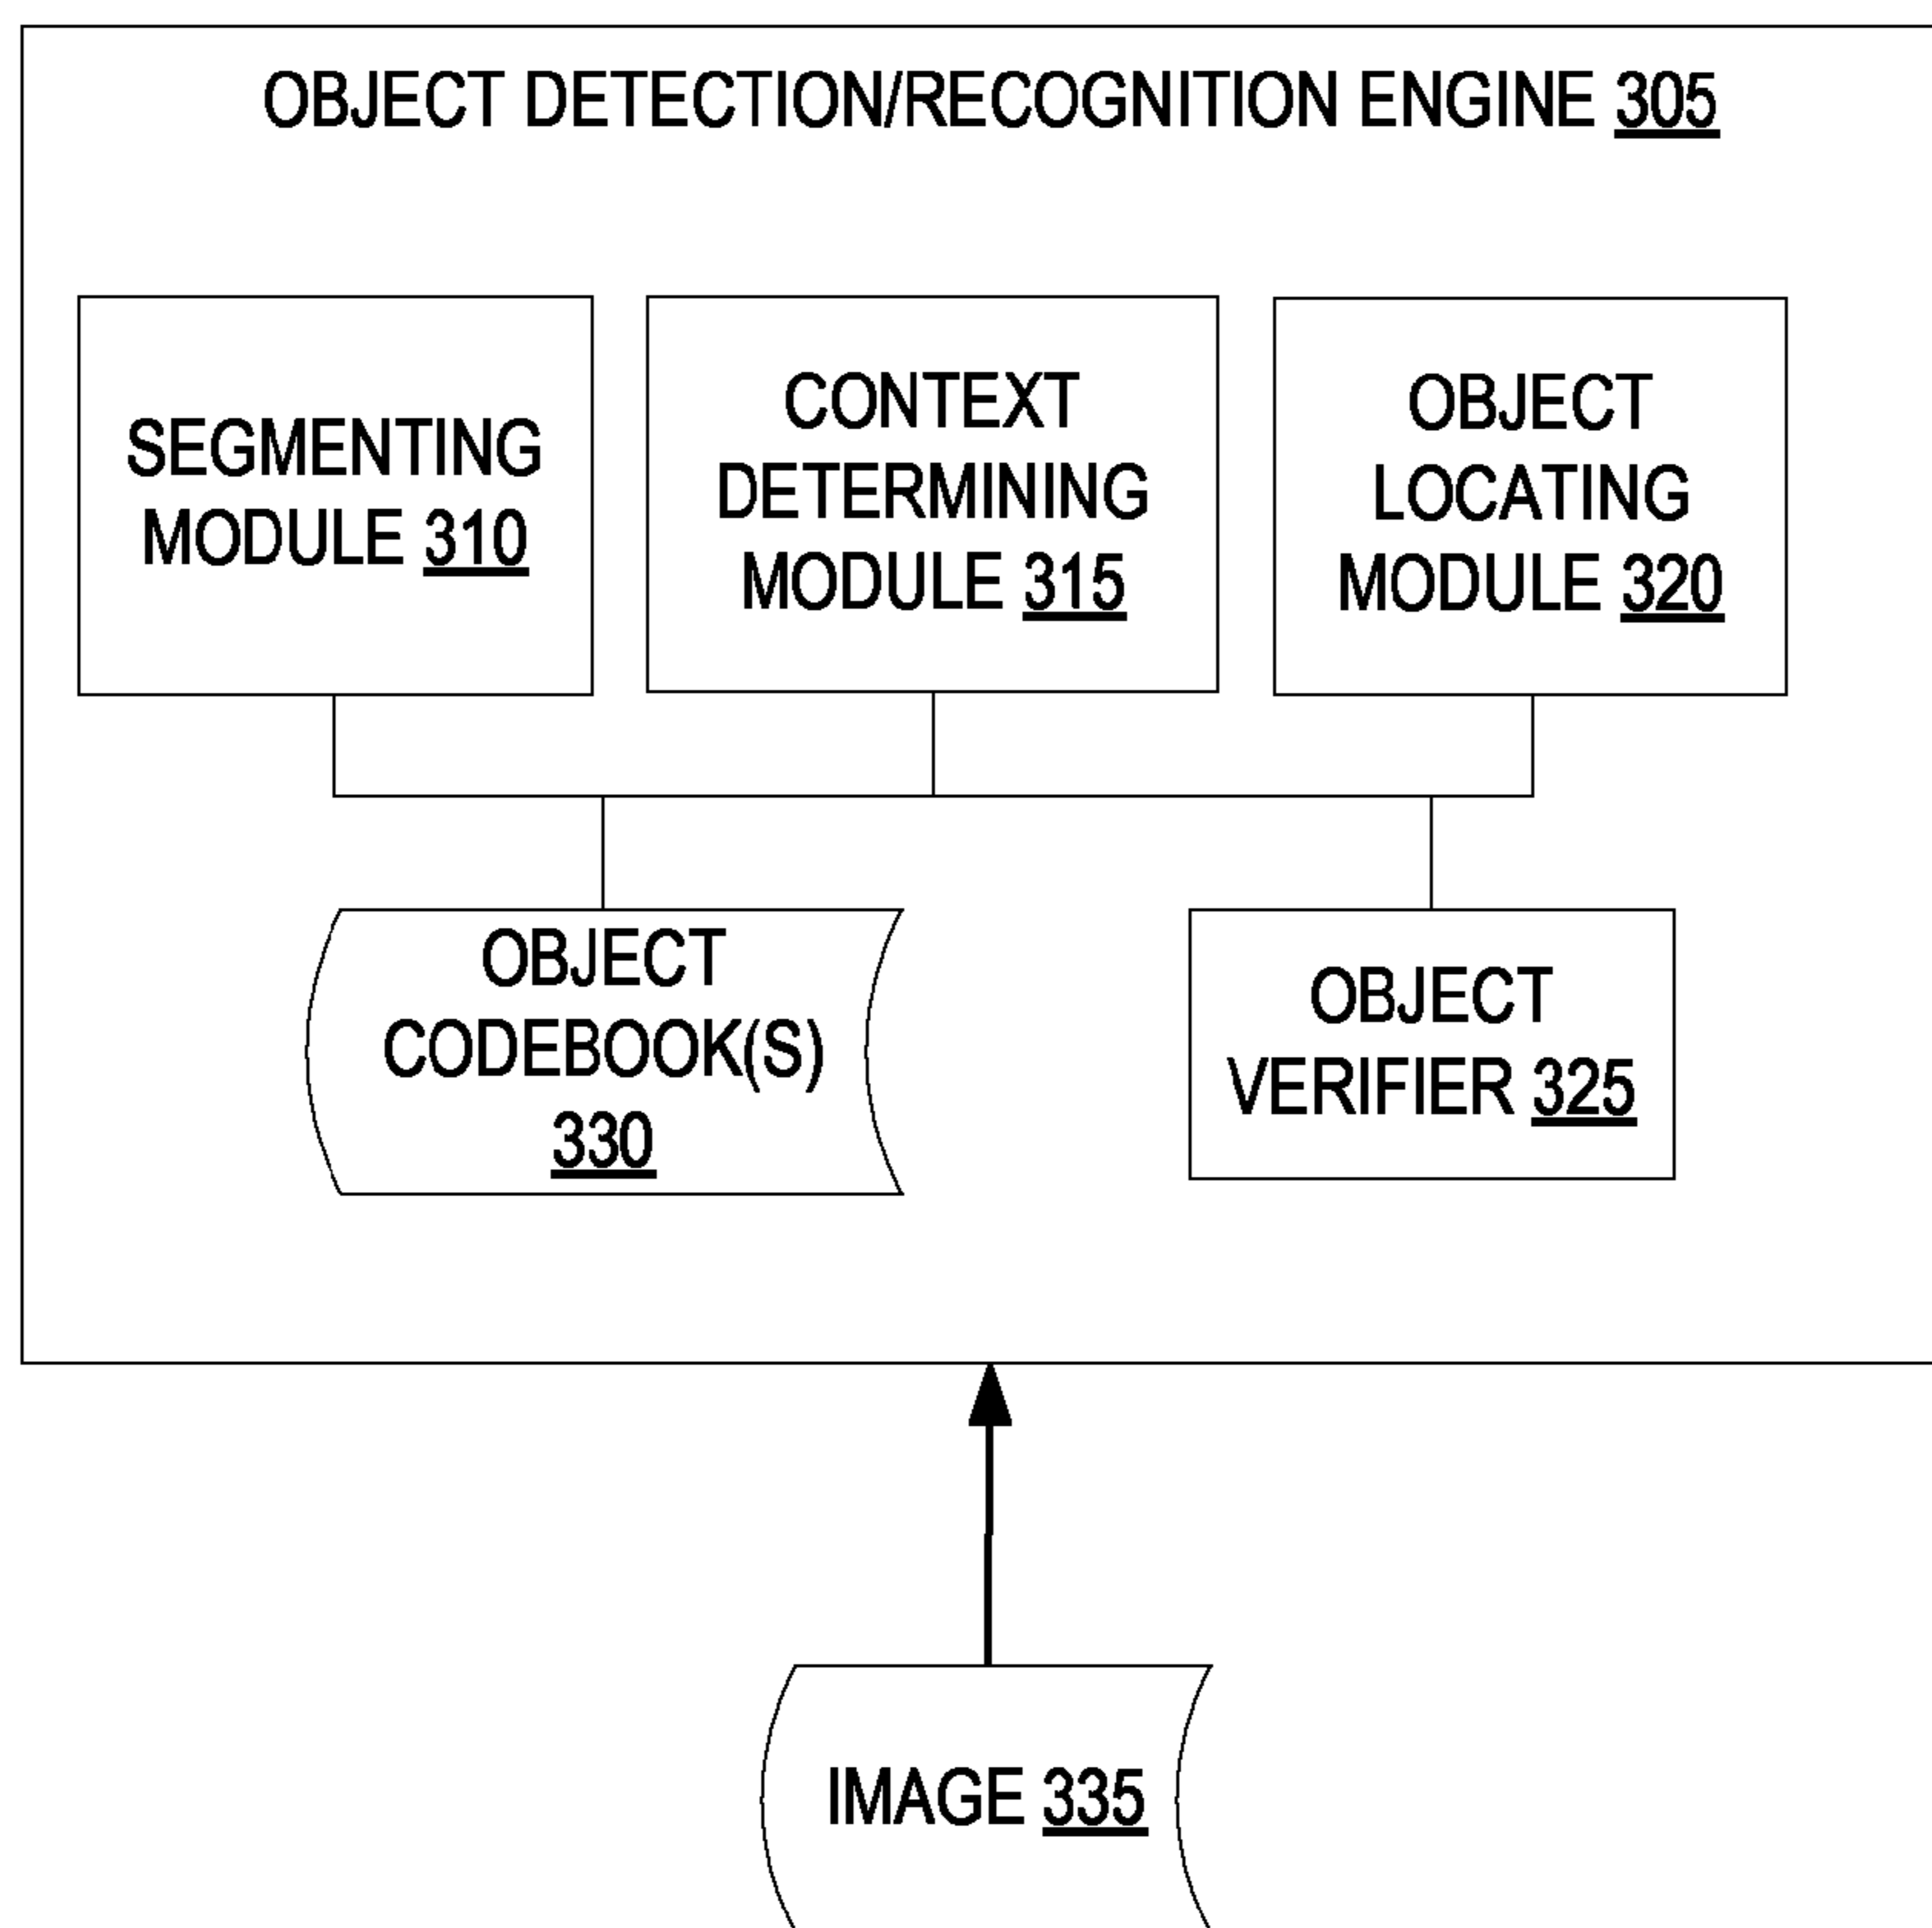 OBJECT DETECTION/RECOGNITION ENGINE 305
SEGMENTING
MODULE 310
CONTEXT
DETERMINING
MODULE 315
OBJECT
LOCATING
MODULE 320
OBJECT
CODEBOOK(S)
330
OBJECT
VERIFIER 325
IMAGE 335